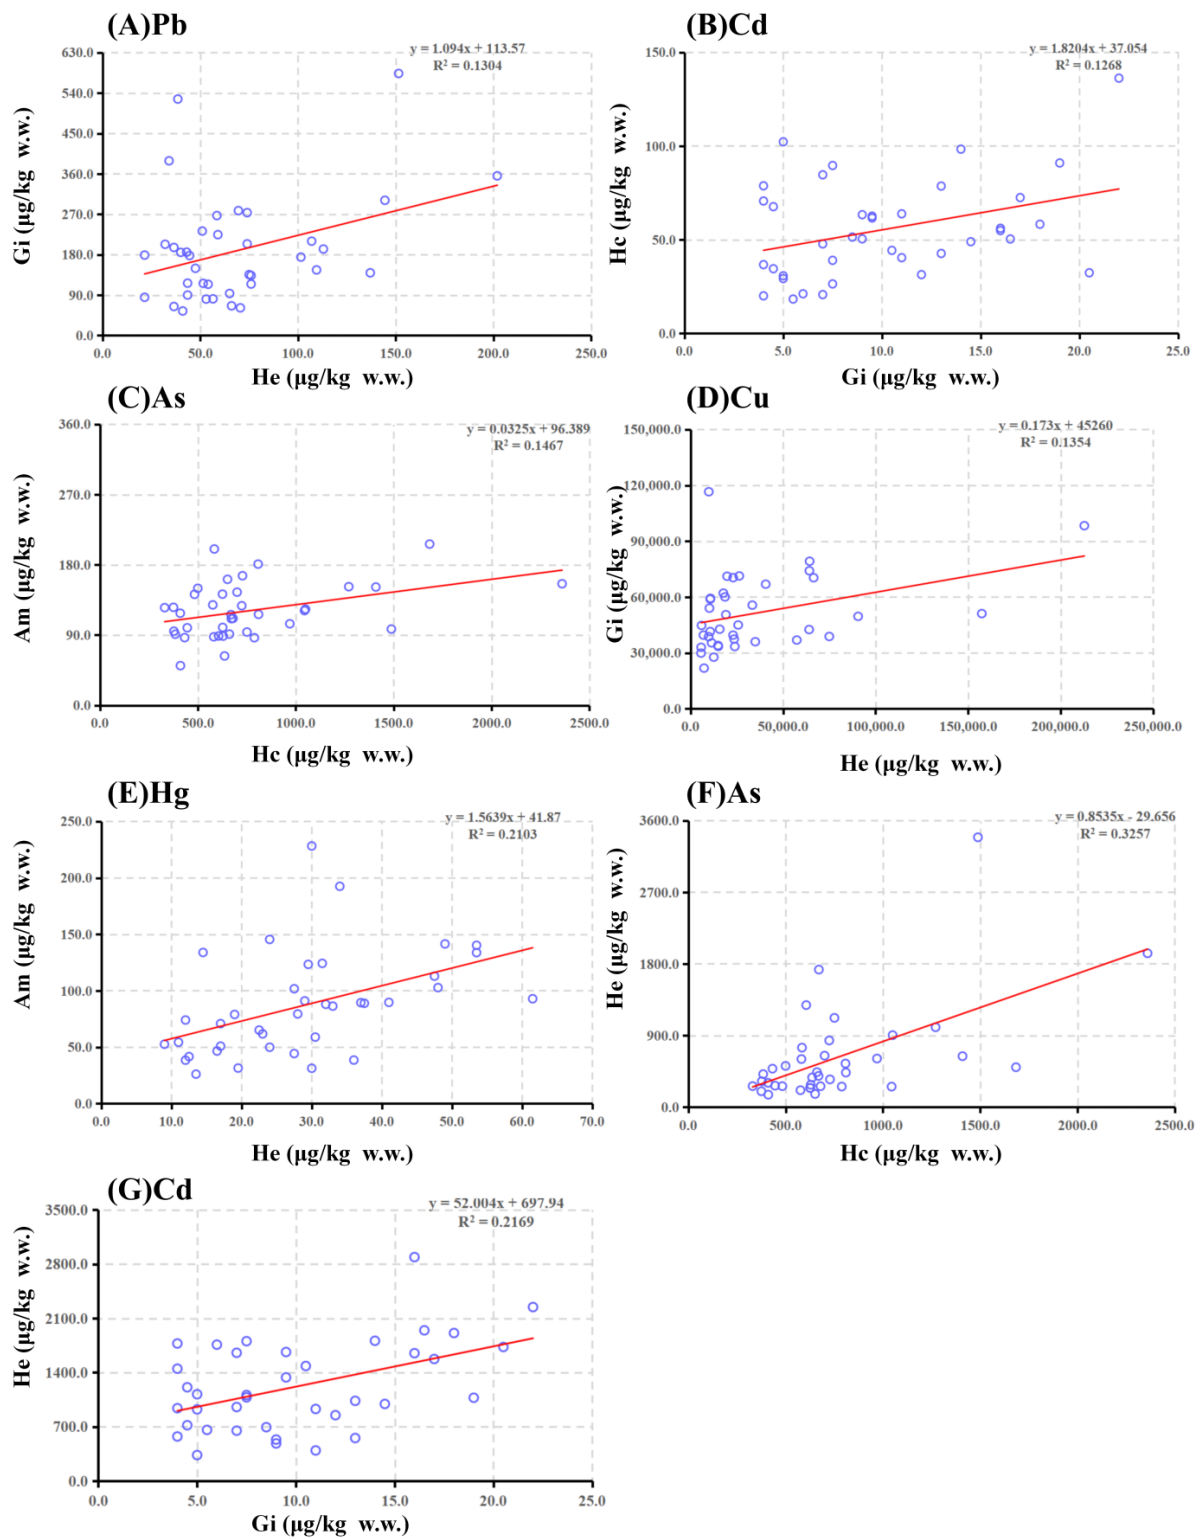 (A)Pb
y = 1.094x + 113.57
R² = 0.1304
630.0
540.0
450.0
360.0
270.0
180.0
90.0
0.0
Gi (μg/kg w.w.)
0.0 50.0 100.0 150.0 200.0 250.0
He (μg/kg w.w.)
(B)Cd
y = 1.8204x + 37.054
R² = 0.1268
150.0
100.0
50.0
0.0
Hc (μg/kg w.w.)
0.0 5.0 10.0 15.0 20.0 25.0
Gi (μg/kg w.w.)
(C)As
y = 0.0325x + 96.389
R² = 0.1467
360.0
270.0
180.0
90.0
0.0
Am (μg/kg w.w.)
0.0 500.0 1000.0 1500.0 2000.0 2500.0
Hc (μg/kg w.w.)
(D)Cu
y = 0.173x + 45260
R² = 0.1354
150,000.0
120,000.0
90,000.0
60,000.0
30,000.0
0.0
Gi (μg/kg w.w.)
0.0 50,000.0 100,000.0 150,000.0 200,000.0 250,000.0
He (μg/kg w.w.)
(E)Hg
y = 1.5639x + 41.87
R² = 0.2103
250.0
200.0
150.0
100.0
50.0
0.0
Am (μg/kg w.w.)
0.0 10.0 20.0 30.0 40.0 50.0 60.0 70.0
He (μg/kg w.w.)
(F)As
y = 0.8535x - 29.656
R² = 0.3257
3600.0
2700.0
1800.0
900.0
0.0
He (μg/kg w.w.)
0.0 500.0 1000.0 1500.0 2000.0 2500.0
Hc (μg/kg w.w.)
(G)Cd
y = 52.004x + 697.94
R² = 0.2169
3500.0
2800.0
2100.0
1400.0
700.0
0.0
He (μg/kg w.w.)
0.0 5.0 10.0 15.0 20.0 25.0
Gi (μg/kg w.w.)